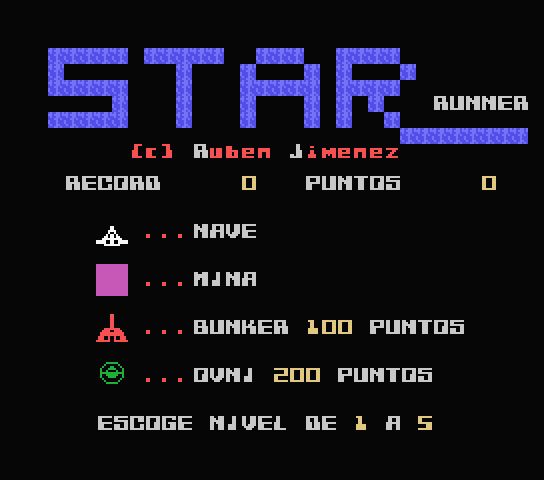 STAR RUNNER
(c) Ruben Jimenez
RECORD 0 PUNTOS 0
... NAVE
... MINA
... BUNKER 100 PUNTOS
... OVNI 200 PUNTOS
ESCOGE NIVEL DE 1 A 5